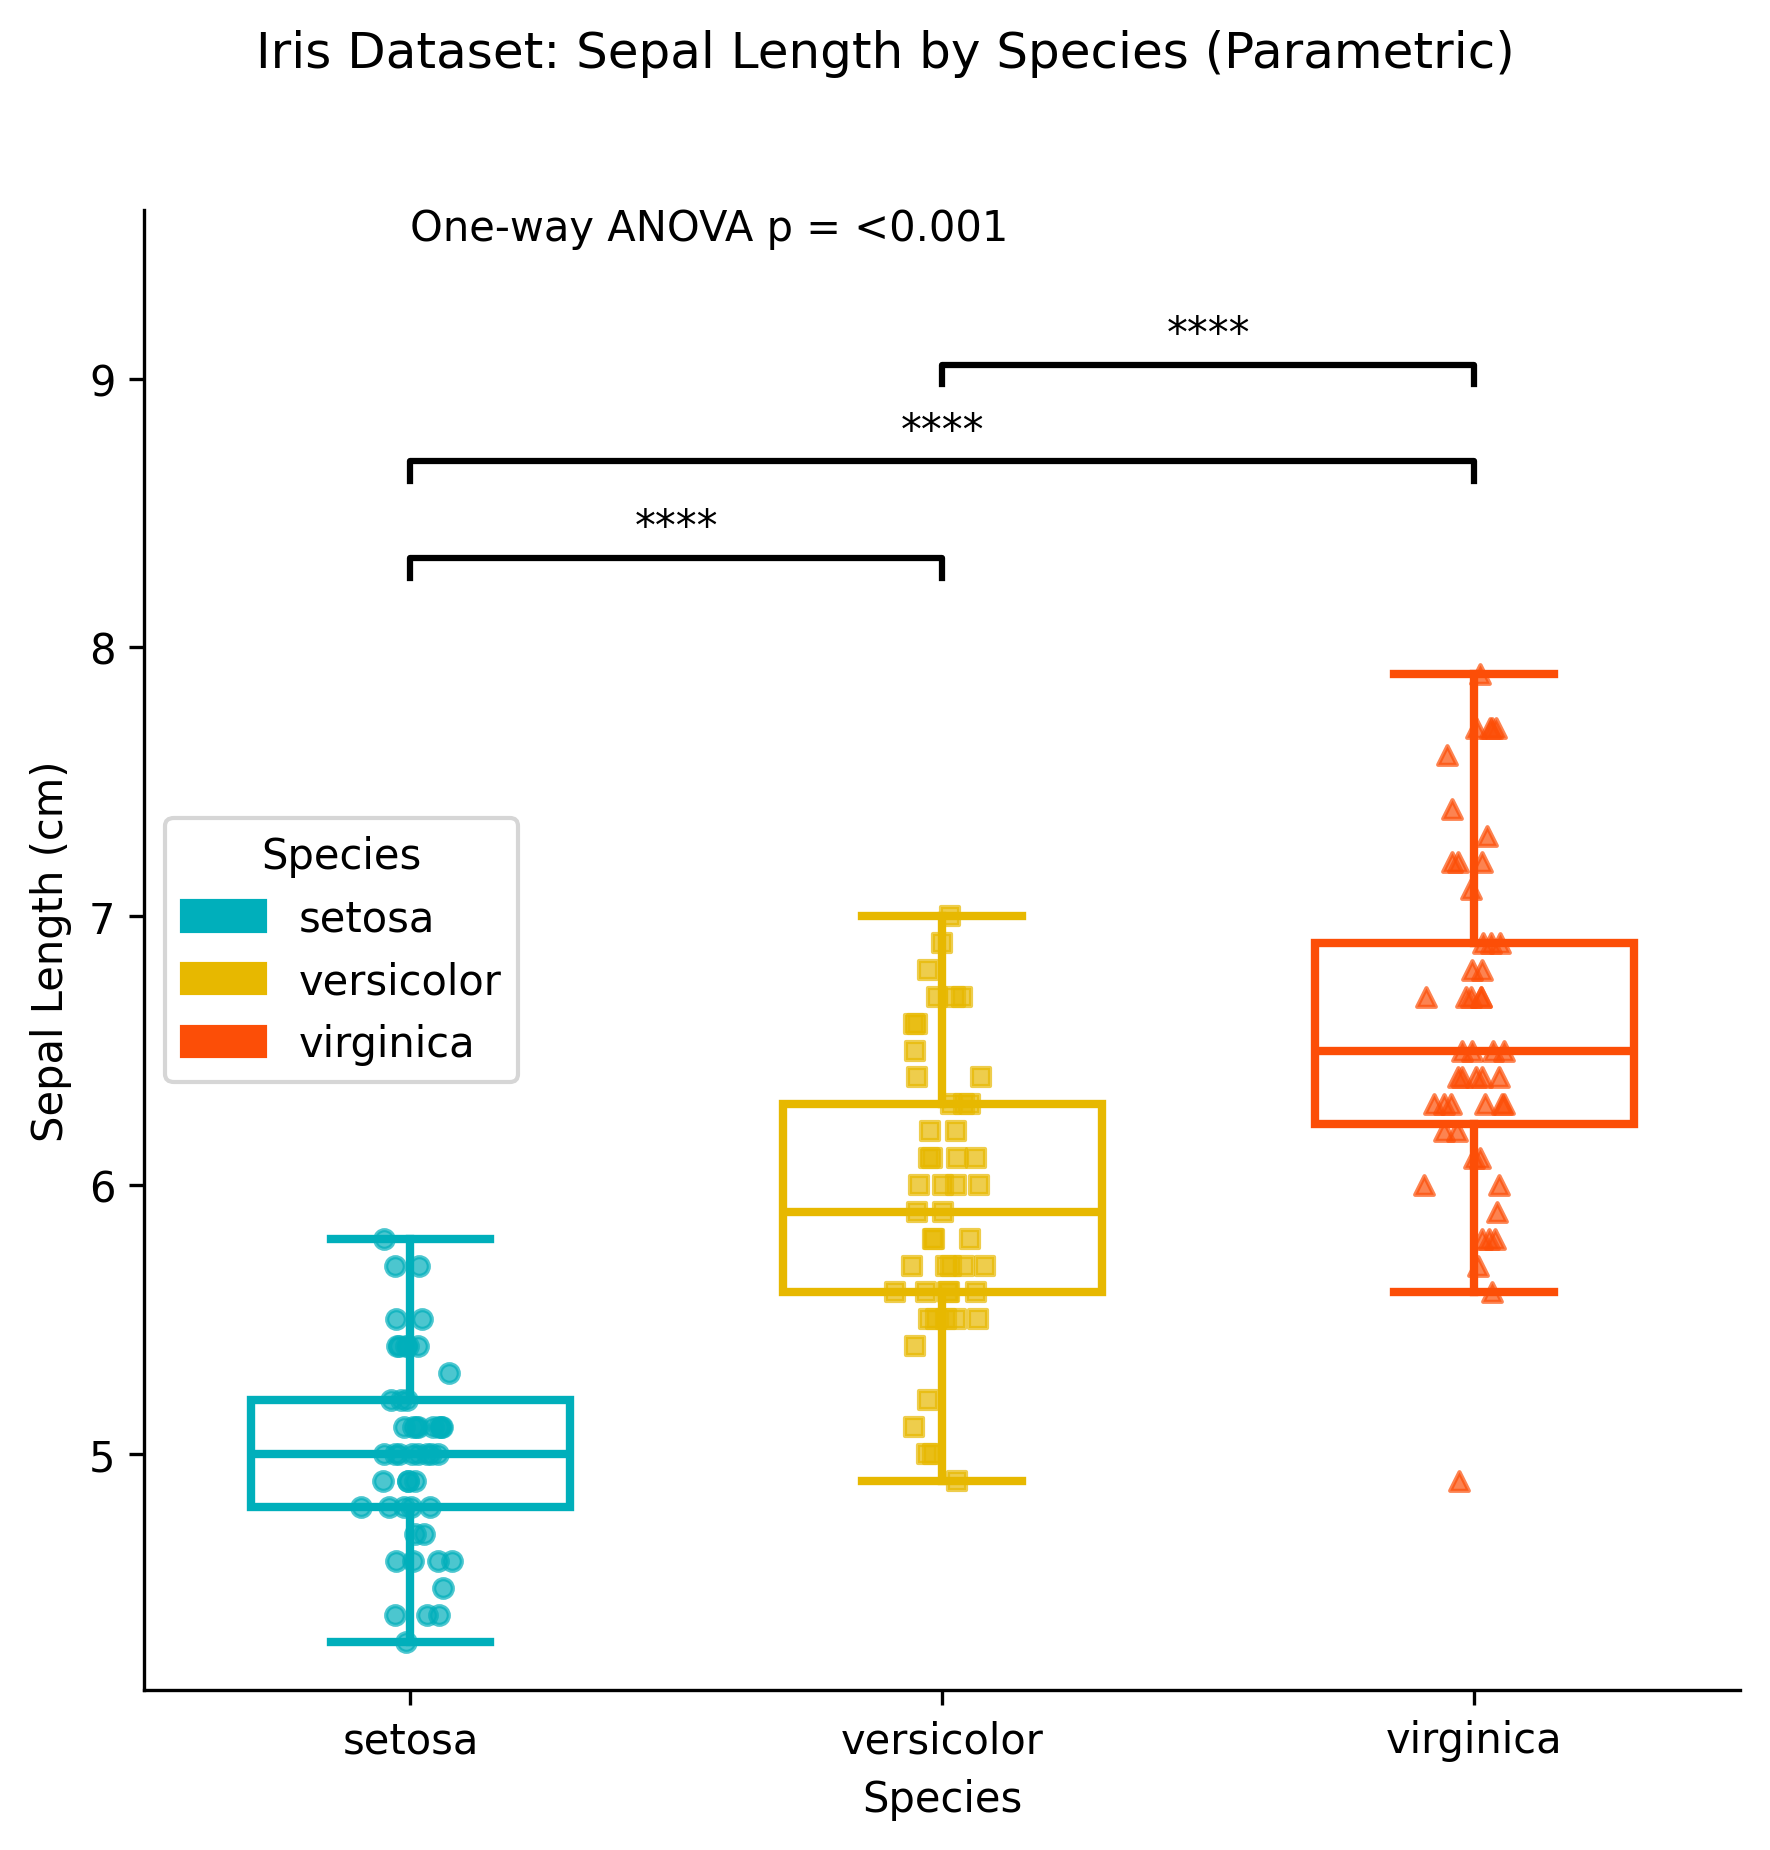 Iris Dataset: Sepal Length by Species (Parametric)
One-way ANOVA p = <0.001
****
****
****
9
8
7
6
5
Sepal Length (cm)
Species
setosa
versicolor
virginica
setosa
versicolor
virginica
Species